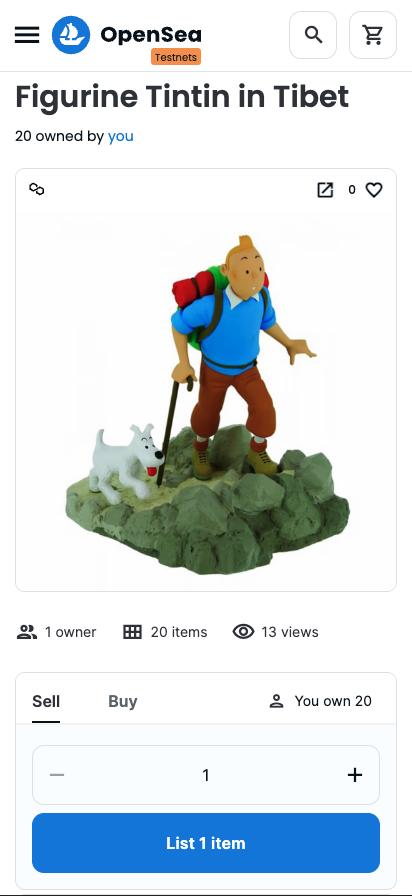 OpenSea
Testnets
Figurine Tintin in Tibet
20 owned by you
0
1 owner 20 items 13 views
Sell Buy You own 20
1
List 1 item